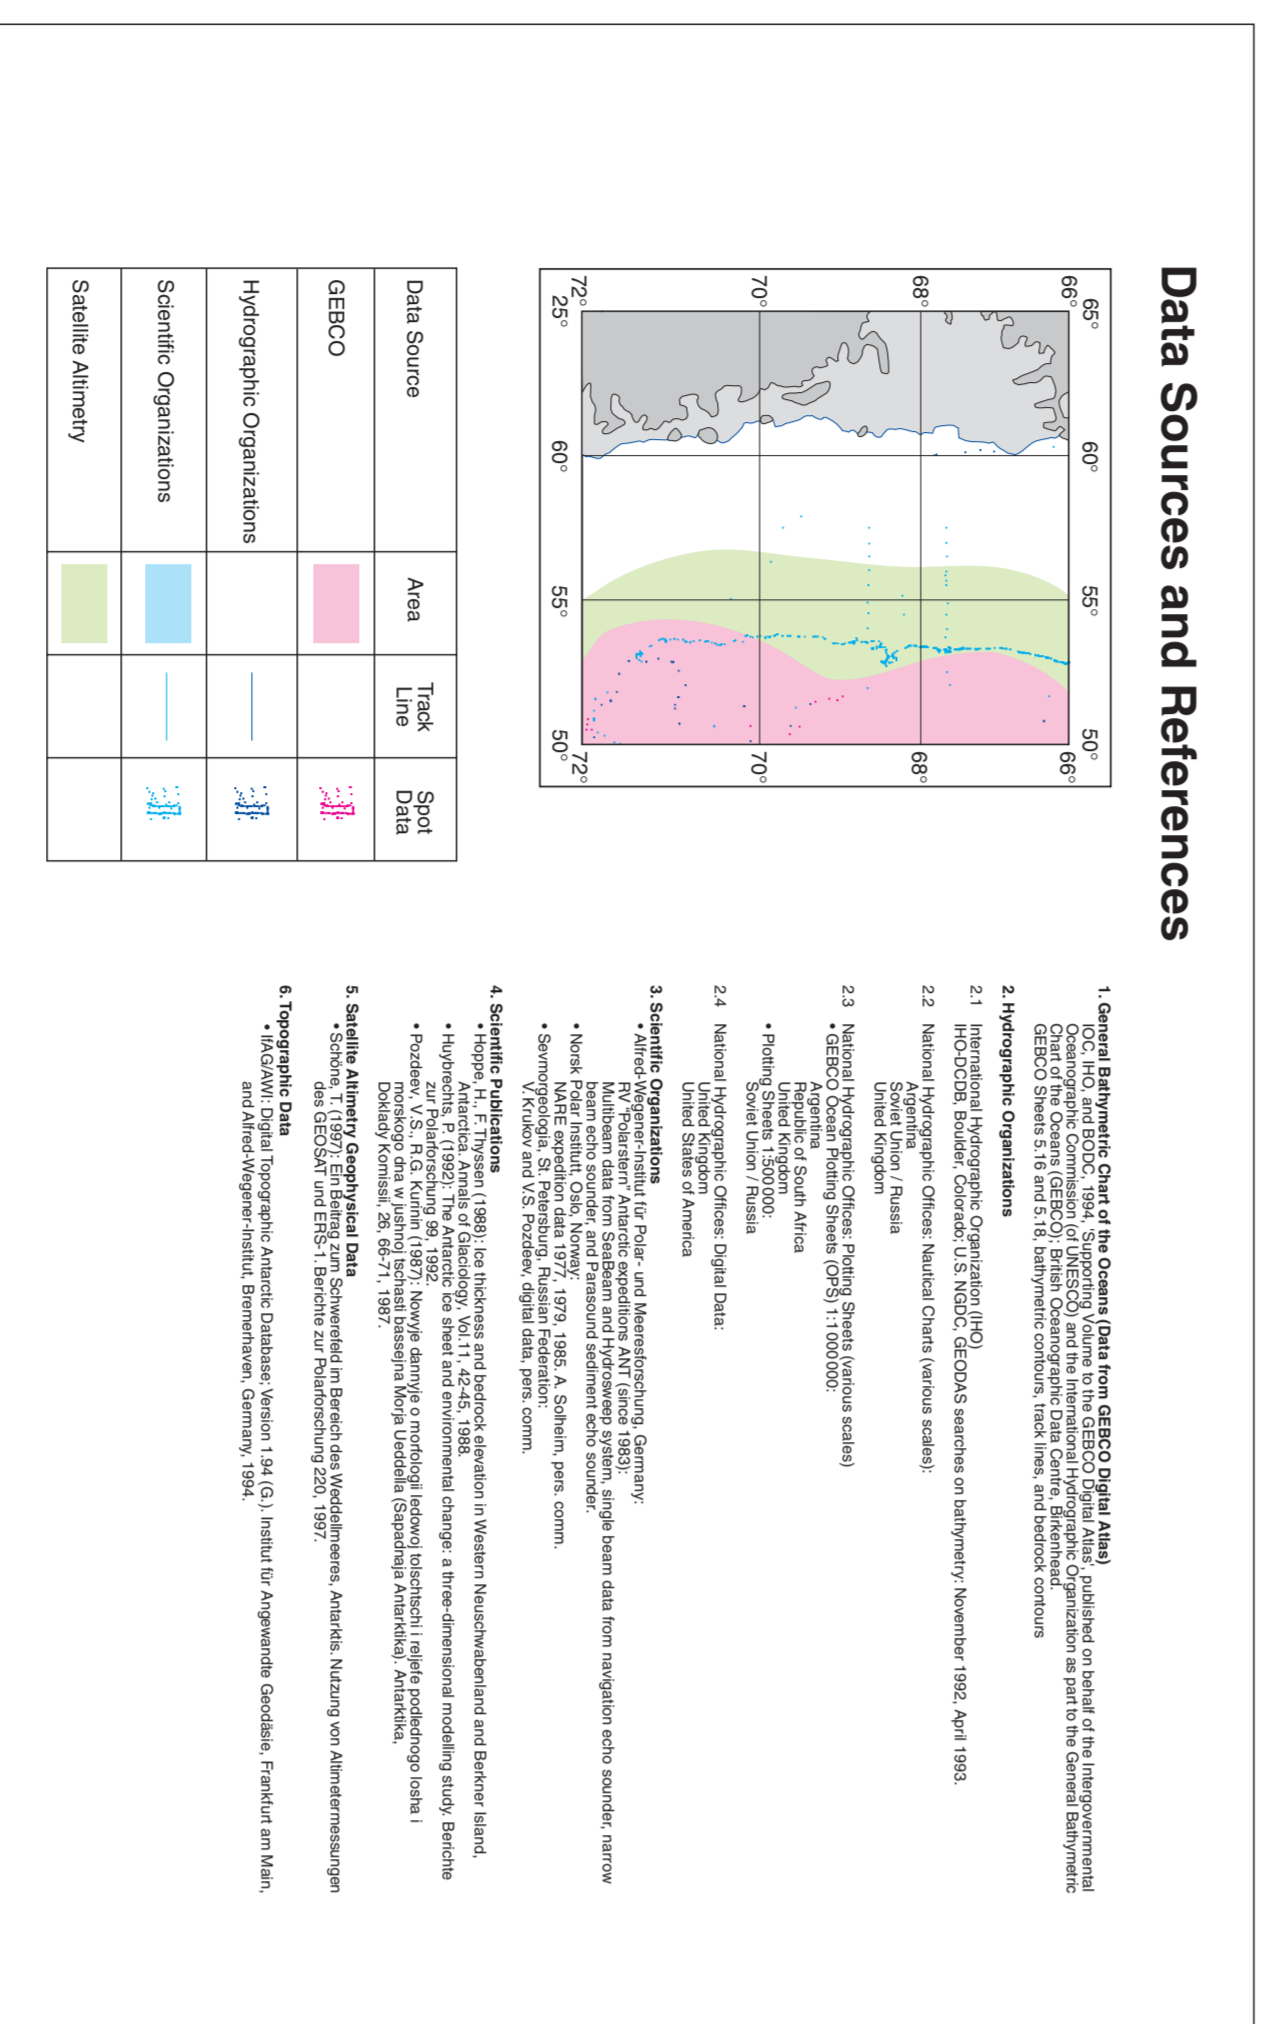 Data Sources and References
65° 60° 55° 50°
66° 66°
68° 68°
70° 70°
72° 72°
25° 60° 55° 50°
Data Source Area Track Line Spot Data
GEBCO
Hydrographic Organizations
Scientific Organizations
Satellite Altimetry
1. General Bathymetric Chart of the Oceans (Data from GEBCO Digital Atlas)
IOC, IHO, and BODC, 1994, 'Supporting Volume to the GEBCO Digital Atlas', published on behalf of the Intergovernmental
Oceanographic Commission (of UNESCO) and the International Hydrographic Organization as part to the General Bathymetric
Chart of the Oceans (GEBCO); British Oceanographic Data Centre, Birkenhead.
GEBCO Sheets 5.16 and 5.18, bathymetric contours, track lines, and bedrock contours
2. Hydrographic Organizations
2.1 International Hydrographic Organization (IHO)
IHO-DCDB, Boulder, Colorado; U.S. NGDC, GEODAS searches on bathymetry: November 1992, April 1993.
2.2 National Hydrographic Offices: Nautical Charts (various scales):
Argentina
Soviet Union / Russia
United Kingdom
2.3 National Hydrographic Offices: Plotting Sheets (various scales)
• GEBCO Ocean Plotting Sheets (OPS) 1:1 000 000:
Argentina
Republic of South Africa
United Kingdom
• Plotting Sheets 1:500 000:
Soviet Union / Russia
2.4 National Hydrographic Offices: Digital Data:
United Kingdom
United States of America
3. Scientific Organizations
• Alfred-Wegener-Institut für Polar- und Meeresforschung, Germany:
RV "Polarstern" Antarctic expeditions ANT (since 1983):
Multibeam data from SeaBeam and Hydrosweep system, single beam data from navigation echo sounder, narrow
beam echo sounder, and Parasound sediment echo sounder.
• Norsk Polar Institutt, Oslo, Norway:
NARE expedition data 1977, 1979, 1985. A. Solheim, pers. comm.
• Sevmorgeologia, St. Petersburg, Russian Federation:
V. Krukov and V.S. Pozdeev, digital data, pers. comm.
4. Scientific Publications
• Hoppe, H., F. Thyssen (1988): Ice thickness and bedrock elevation in Western Neuschwabenland and Berkner Island,
Antarctica. Annals of Glaciology, Vol.11, 42-45, 1988.
• Huybrechts, P. (1992): The Antarctic ice sheet and environmental change: a three-dimensional modelling study. Berichte
zur Polarforschung 99, 1992.
• Pozdeev, V.S., R.G. Kurinin (1987): Nowyje dannyje o morfologii ledowoj tolschtschi i reljefe podlednogo losha i
morskogo dna w jushnoj tschasti bassejna Morja Ueddella (Sapadnaja Antarktika). Antarktika,
Doklady Komissii, 26, 66-71, 1987.
5. Satellite Altimetry Geophysical Data
• Schöne, T. (1997): Ein Beitrag zum Schwerefeld im Bereich des Weddellmeeres, Antarktis. Nutzung von Altimetermessungen
des GEOSAT und ERS-1. Berichte zur Polarforschung 220, 1997.
6. Topographic Data
• IfAG/AWI: Digital Topographic Antarctic Database; Version 1.94 (G.). Institut für Angewandte Geodäsie, Frankfurt am Main,
and Alfred-Wegener-Institut, Bremerhaven, Germany, 1994.